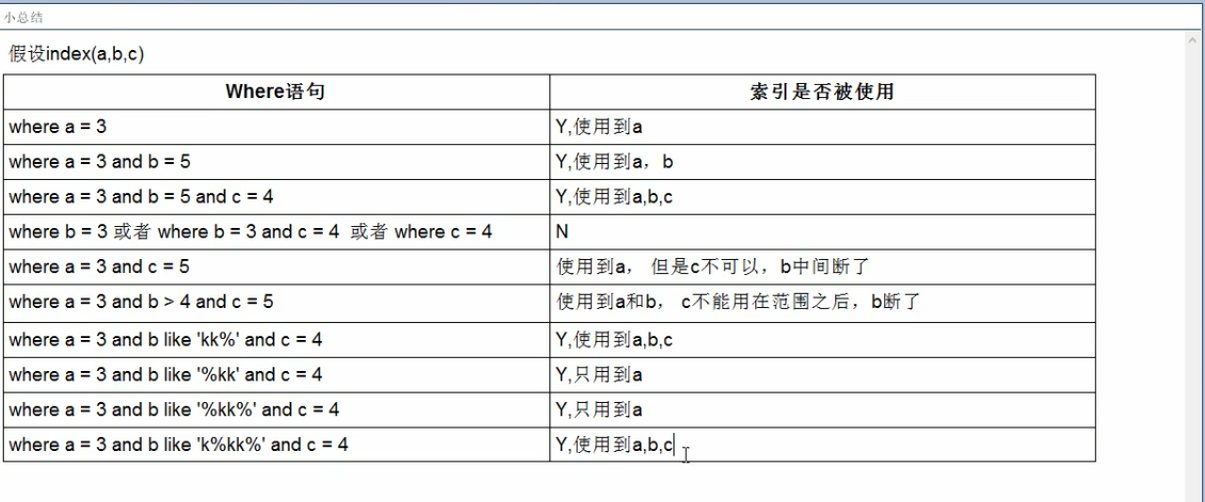 小总结
假设index(a,b,c)
Where语句 索引是否被使用
where a = 3 Y,使用到a
where a = 3 and b = 5 Y,使用到a，b
where a = 3 and b = 5 and c = 4 Y,使用到a,b,c
where b = 3 或者 where b = 3 and c = 4 或者 where c = 4 N
where a = 3 and c = 5 使用到a， 但是c不可以，b中间断了
where a = 3 and b > 4 and c = 5 使用到a和b， c不能用在范围之后，b断了
where a = 3 and b like 'kk%' and c = 4 Y,使用到a,b,c
where a = 3 and b like '%kk' and c = 4 Y,只用到a
where a = 3 and b like '%kk%' and c = 4 Y,只用到a
where a = 3 and b like 'k%kk%' and c = 4 Y,使用到a,b,c